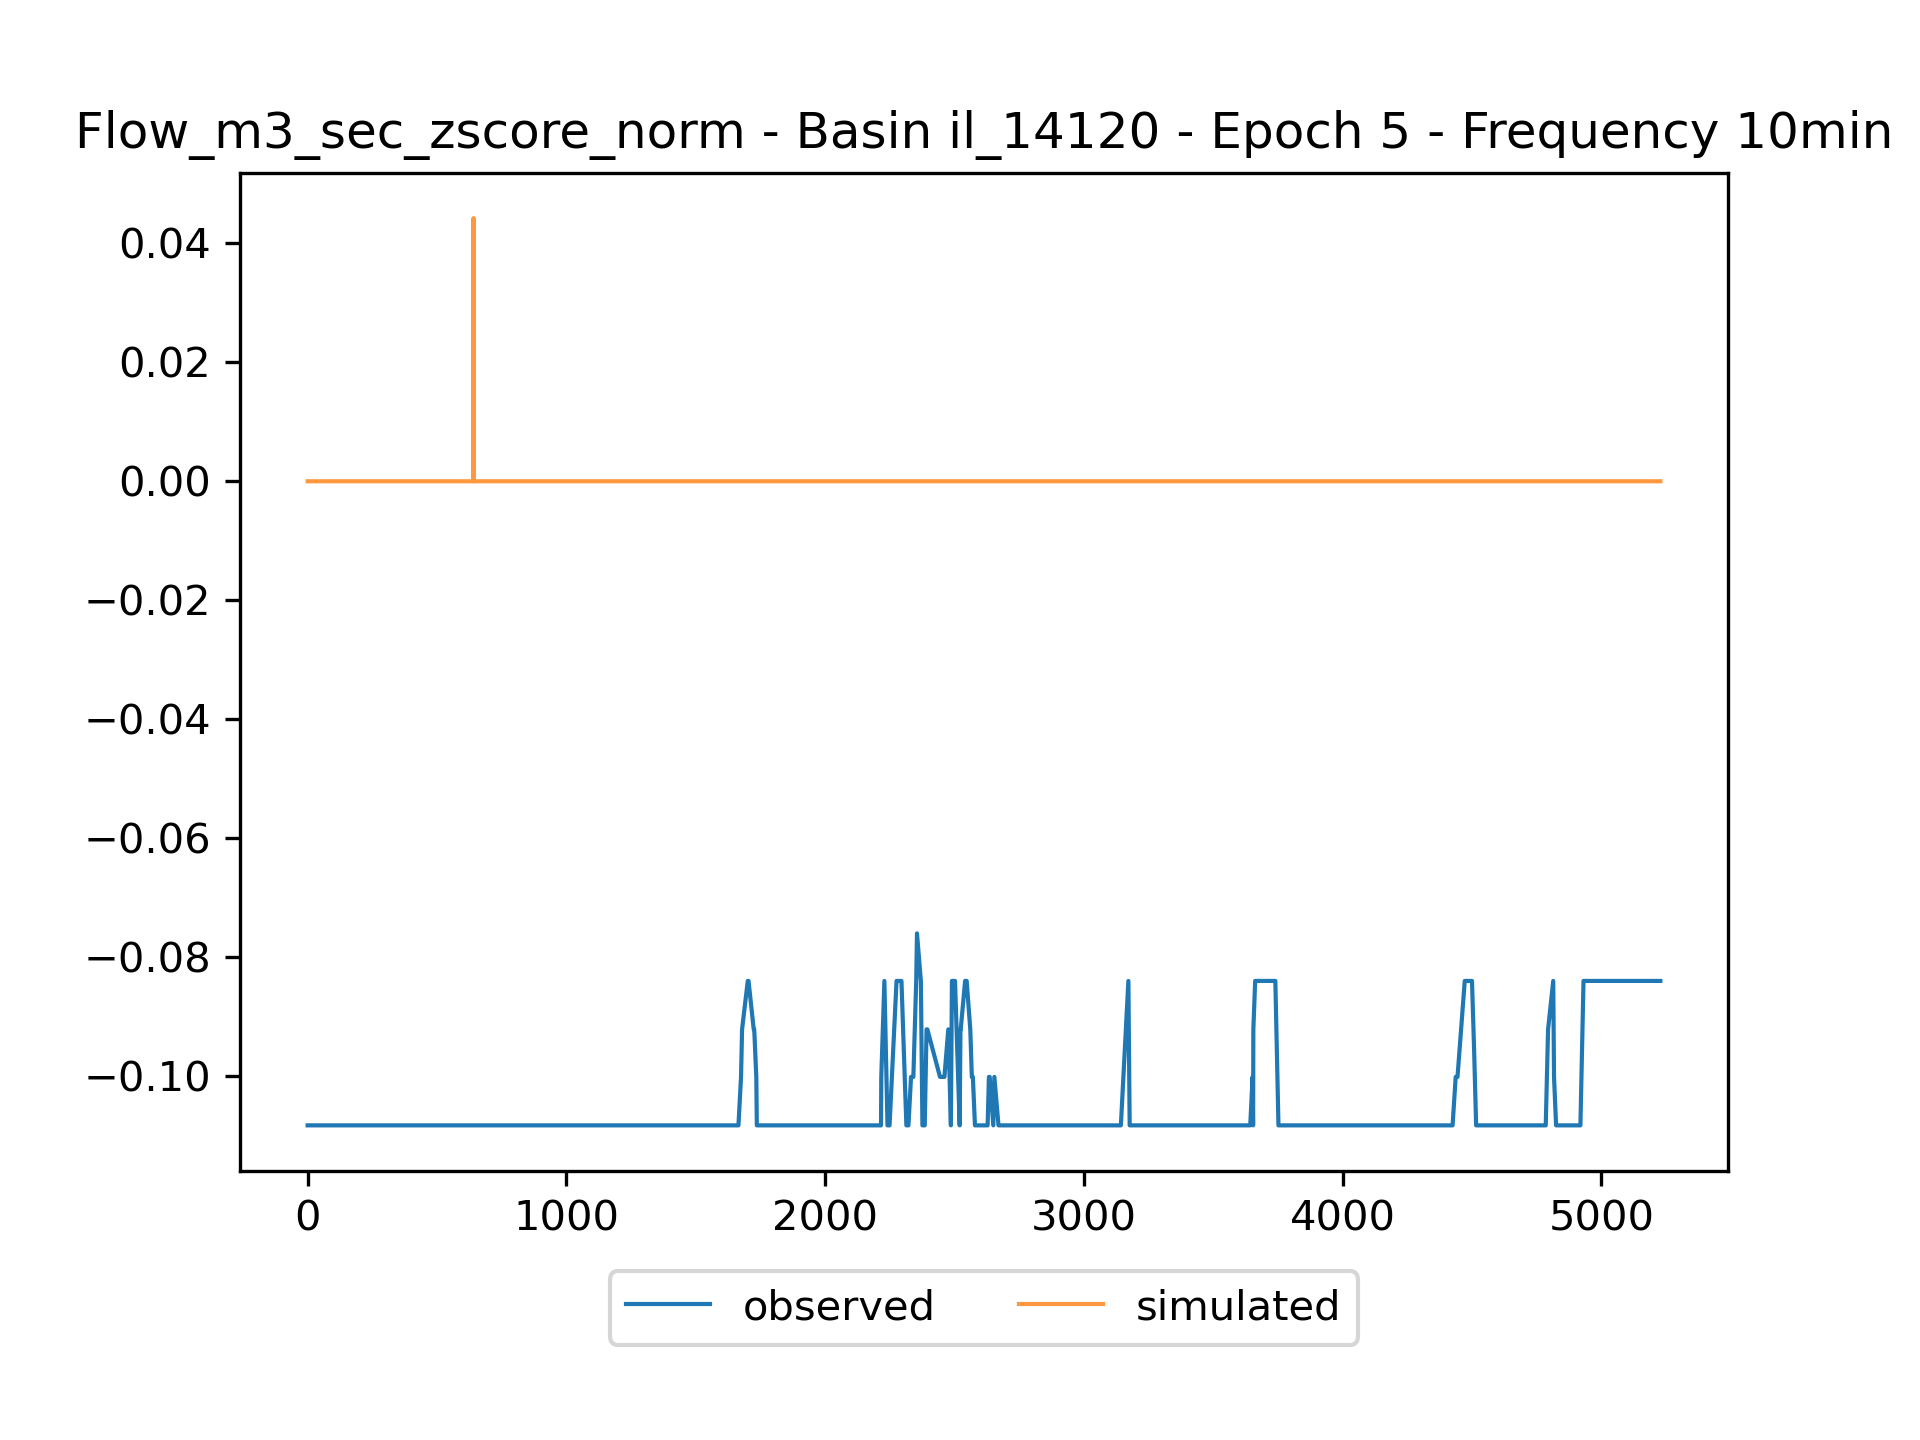 Flow_m3_sec_zscore_norm - Basin il_14120 - Epoch 5 - Frequency 10min
0.04
0.02
0.00
−0.02
−0.04
−0.06
−0.08
−0.10
0 1000 2000 3000 4000 5000
observed simulated